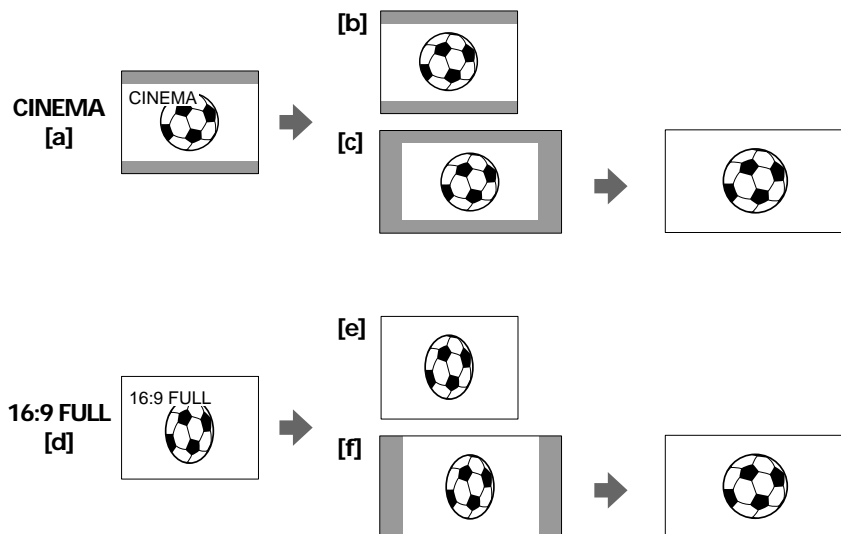 [b]
CINEMA
CINEMA
[a]
[c]
[e]
16:9 FULL
16:9 FULL
[d]
[f]